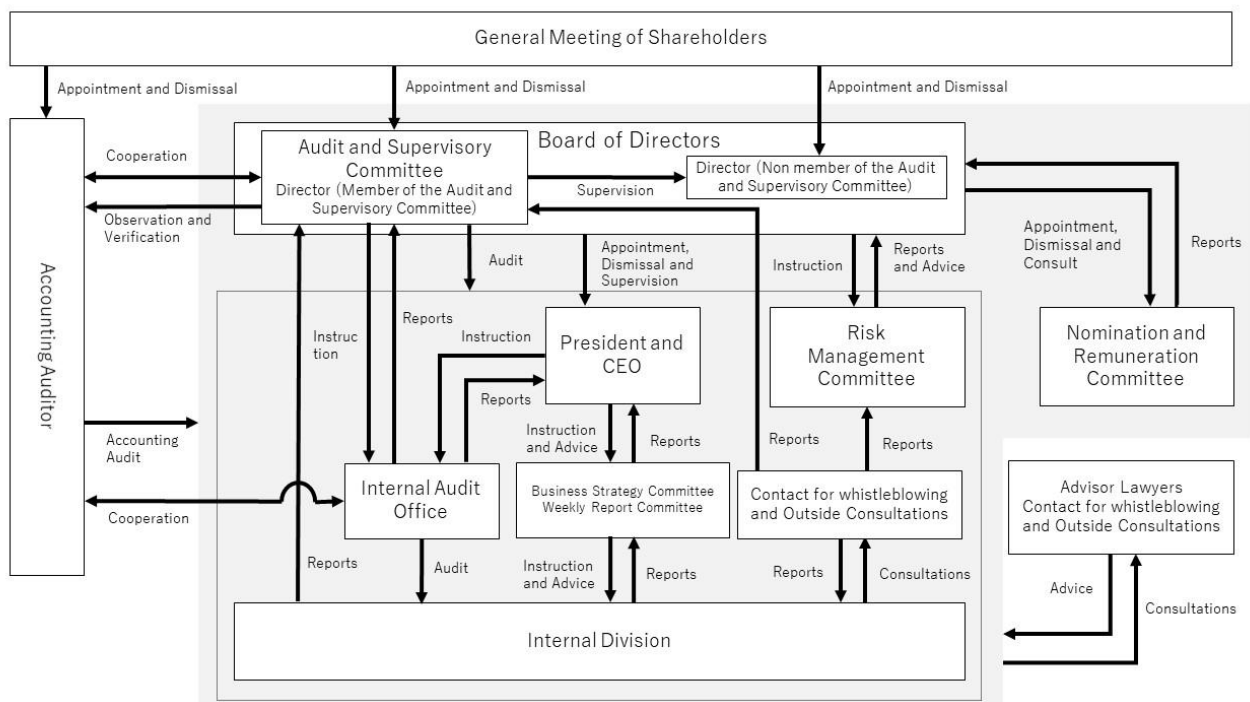 General Meeting of Shareholders
Appointment and Dismissal
Appointment and Dismissal
Appointment and Dismissal
Accounting Auditor
Cooperation
Observation and
Verification
Board of Directors
Audit and Supervisory
Committee
Director (Member of the Audit and
Supervisory Committee)
Supervision
Director (Non member of the Audit
and Supervisory Committee)
Audit
Appointment,
Dismissal and
Supervision
Instruction
Reports
and Advice
Appointment,
Dismissal and
Consult
Reports
Instruc
tion
Reports
Instruction
President and
CEO
Risk
Management
Committee
Nomination and
Remuneration
Committee
Reports
Accounting
Audit
Instruction
and Advice
Reports
Reports
Reports
Cooperation
Internal Audit
Office
Business Strategy Committee
Weekly Report Committee
Contact for whistleblowing
and Outside Consultations
Advisor Lawyers
Contact for whistleblowing
and Outside Consultations
Reports
Audit
Instruction
and Advice
Reports
Reports
Consultations
Advice
Consultations
Internal Division